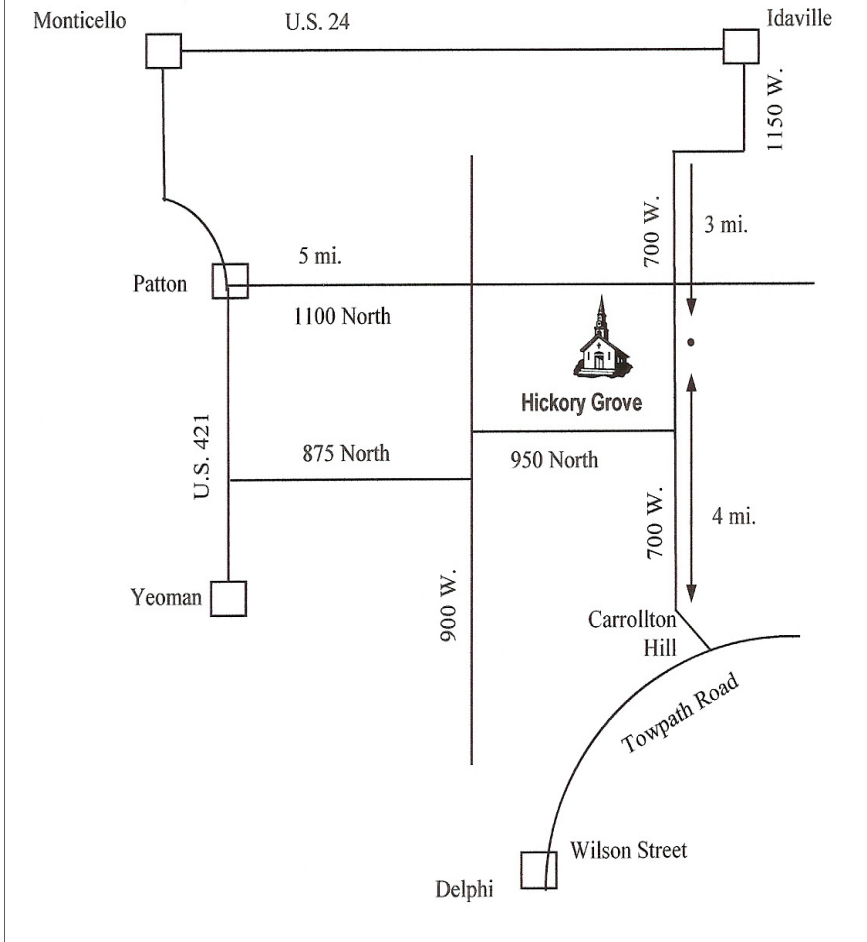 Monticello
U.S. 24
Idaville
1150 W.
700 W.
3 mi.
5 mi.
Patton
1100 North
Hickory Grove
U.S. 421
875 North
950 North
700 W.
4 mi.
Yeoman
900 W.
Carrollton
Hill
Towpath Road
Wilson Street
Delphi